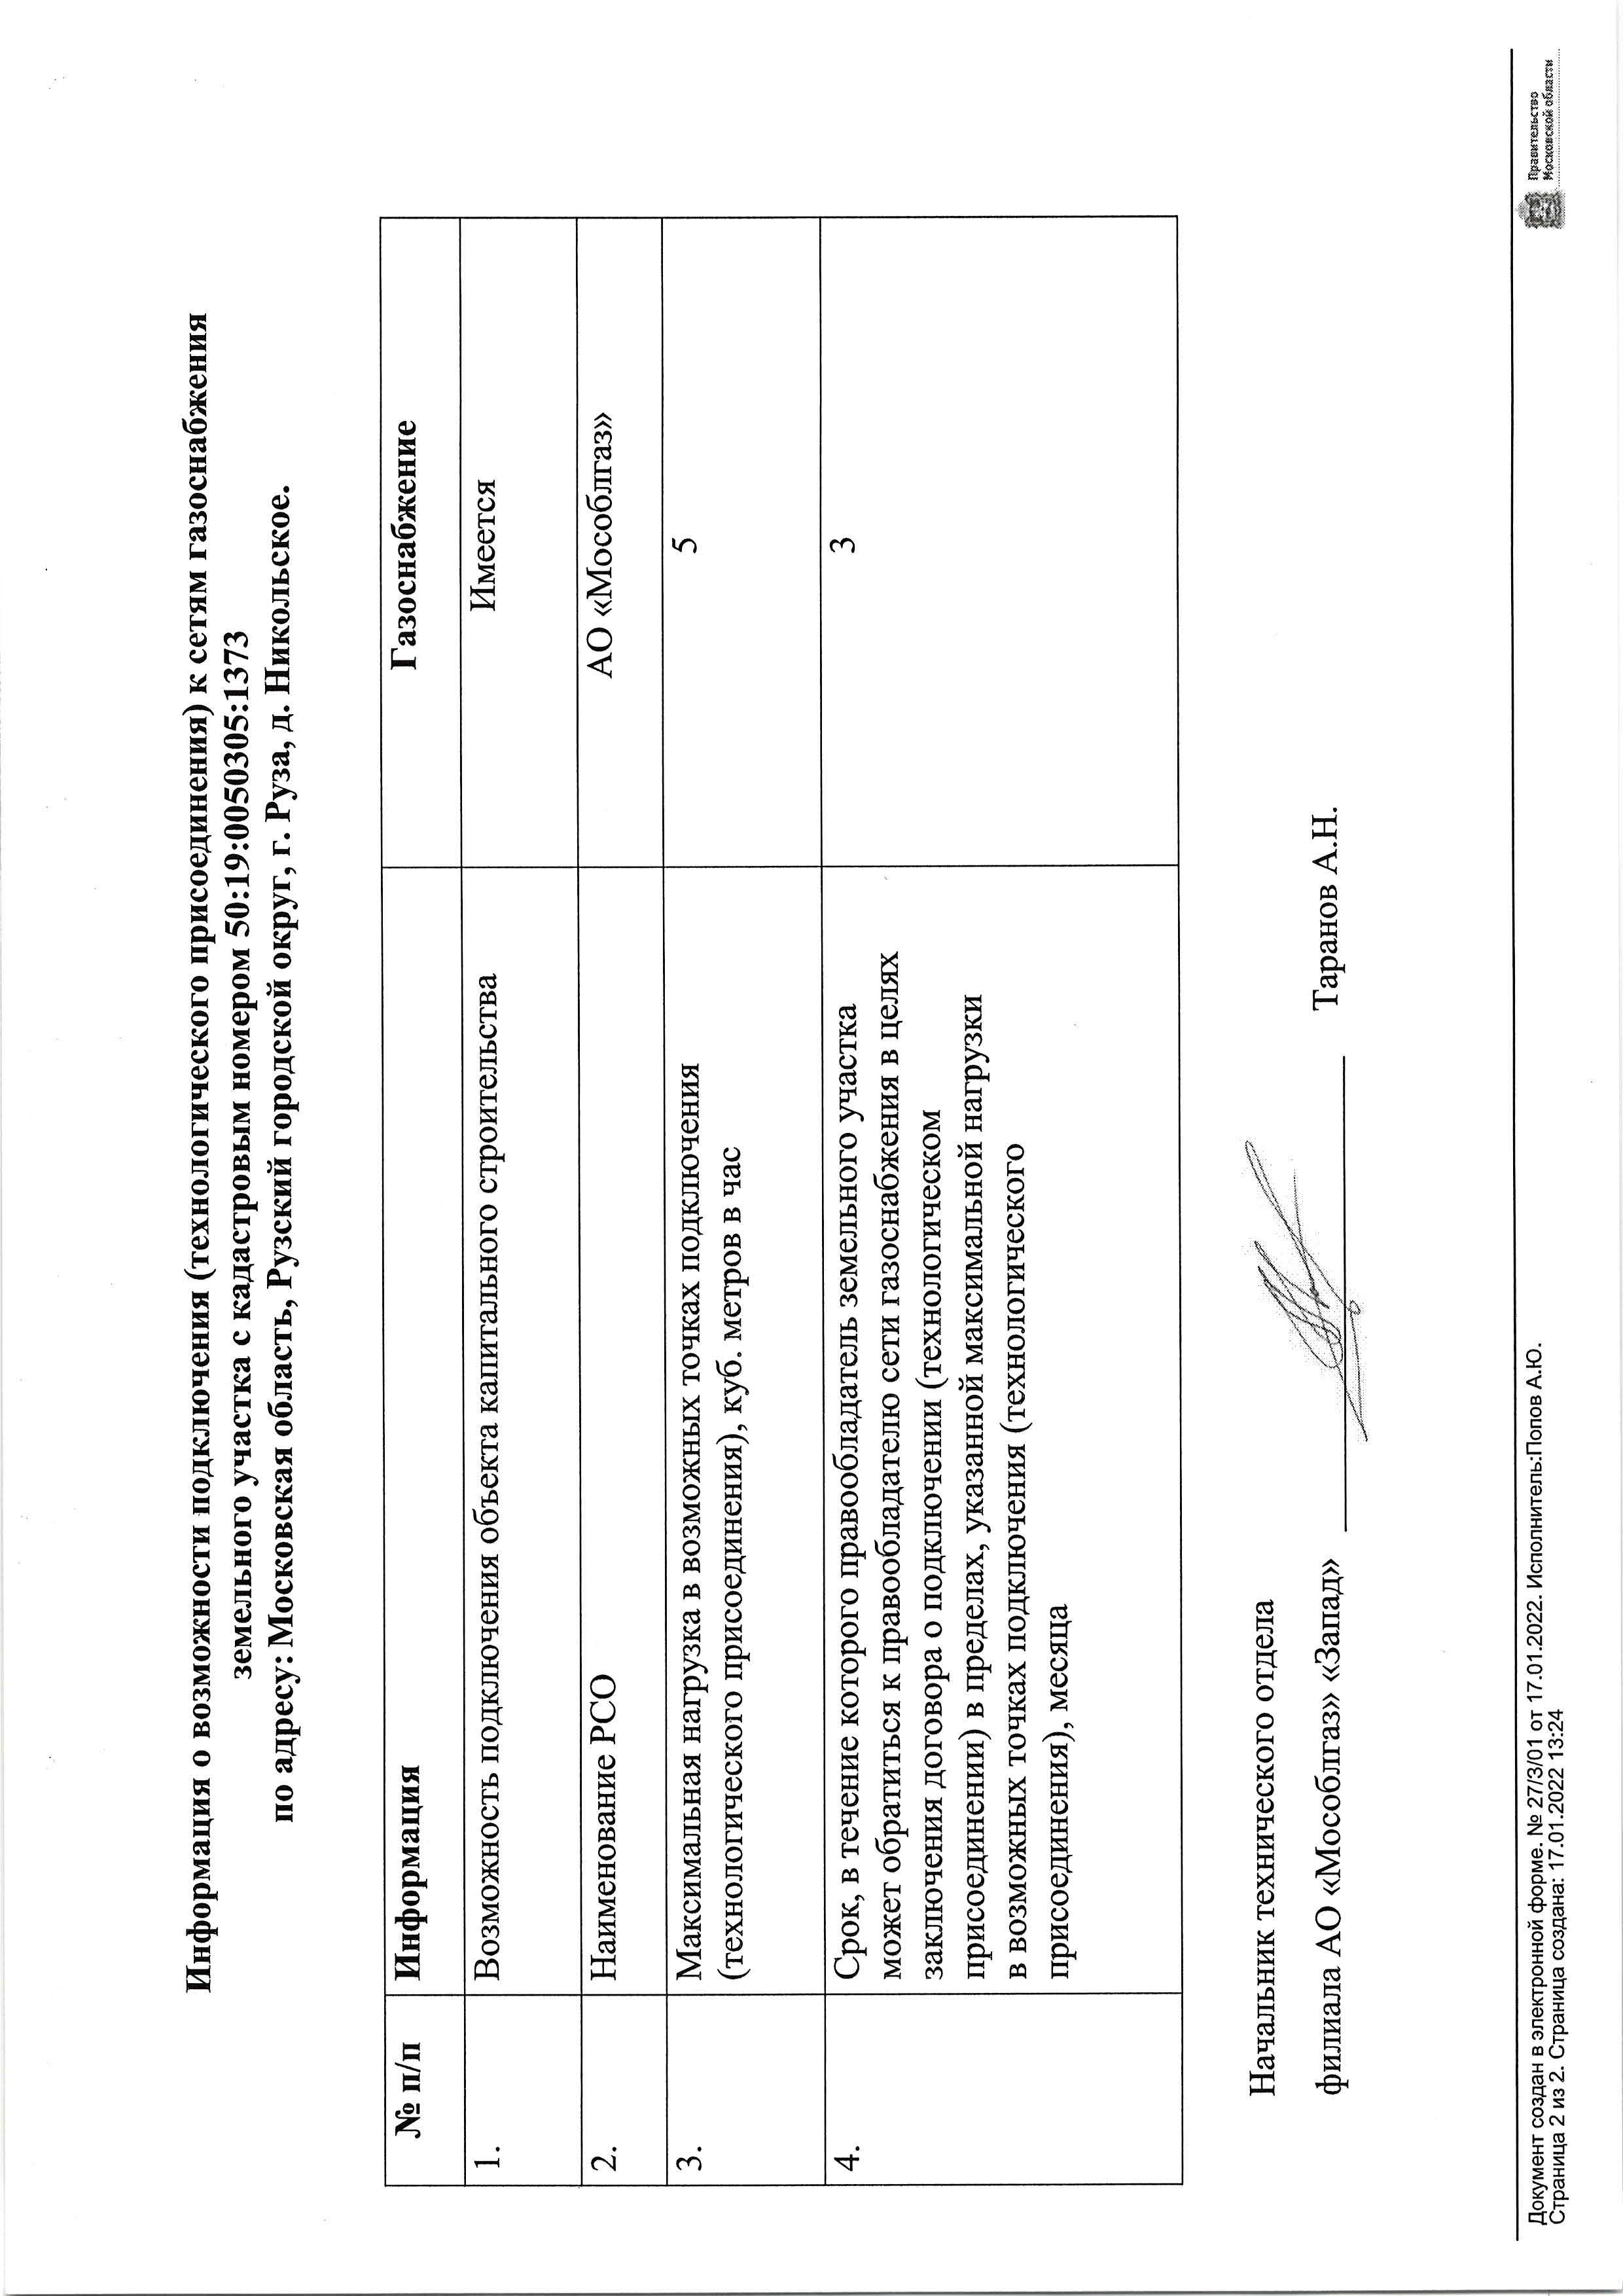 Информация о возможности подключения (технологического присоединения) к сетям газоснабжения
земельного участка с кадастровым номером 50:19:0050305:1373
по адресу: Московская область, Рузский городской округ, г. Руза, д. Никольское.
№ п/п Информация Газоснабжение
1. Возможность подключения объекта капитального строительства Имеется
2. Наименование РСО АО «Мособлгаз»
3. Максимальная нагрузка в возможных точках подключения 5
(технологического присоединения), куб. метров в час
4. Срок, в течение которого правообладатель земельного участка 3
может обратиться к правообладателю сети газоснабжения в целях
заключения договора о подключении (технологическом
присоединении) в пределах, указанной максимальной нагрузки
в возможных точках подключения (технологического
присоединения), месяца
Начальник технического отдела
филиала АО «Мособлгаз» «Запад» Таранов А.Н.
Документ создан в электронной форме. № 27/3/01 от 17.01.2022. Исполнитель:Попов А.Ю.
Страница 2 из 2. Страница создана: 17.01.2022 13:24
Правительство
Московской области